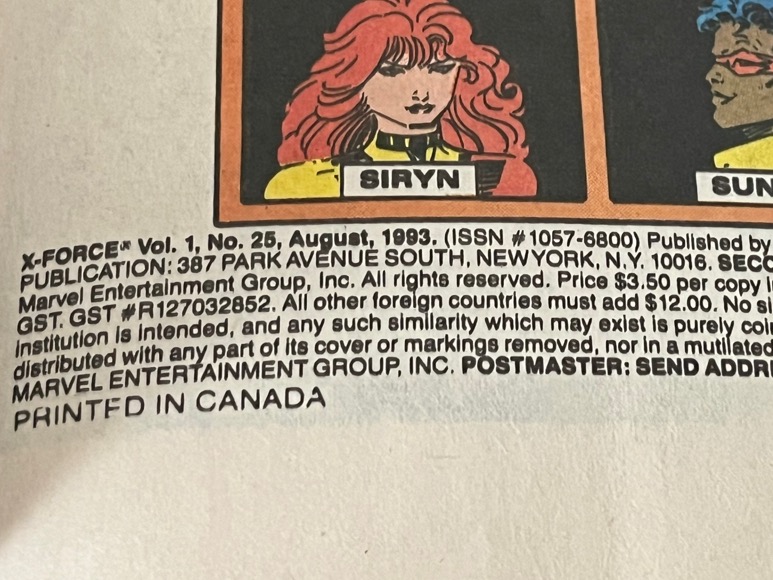 SIRYN
SUN
X-FORCE™ Vol. 1, No. 25, August, 1993. (ISSN #1057-6800) Published by
PUBLICATION: 387 PARK AVENUE SOUTH, NEW YORK, N.Y. 10016. SECO
Marvel Entertainment Group, Inc. All rights reserved. Price $3.50 per copy i
GST. GST #R127032852. All other foreign countries must add $12.00. No si
institution is intended, and any such similarity which may exist is purely coi
distributed with any part of its cover or markings removed, nor in a mutilated
MARVEL ENTERTAINMENT GROUP, INC. POSTMASTER: SEND ADDR
PRINTED IN CANADA